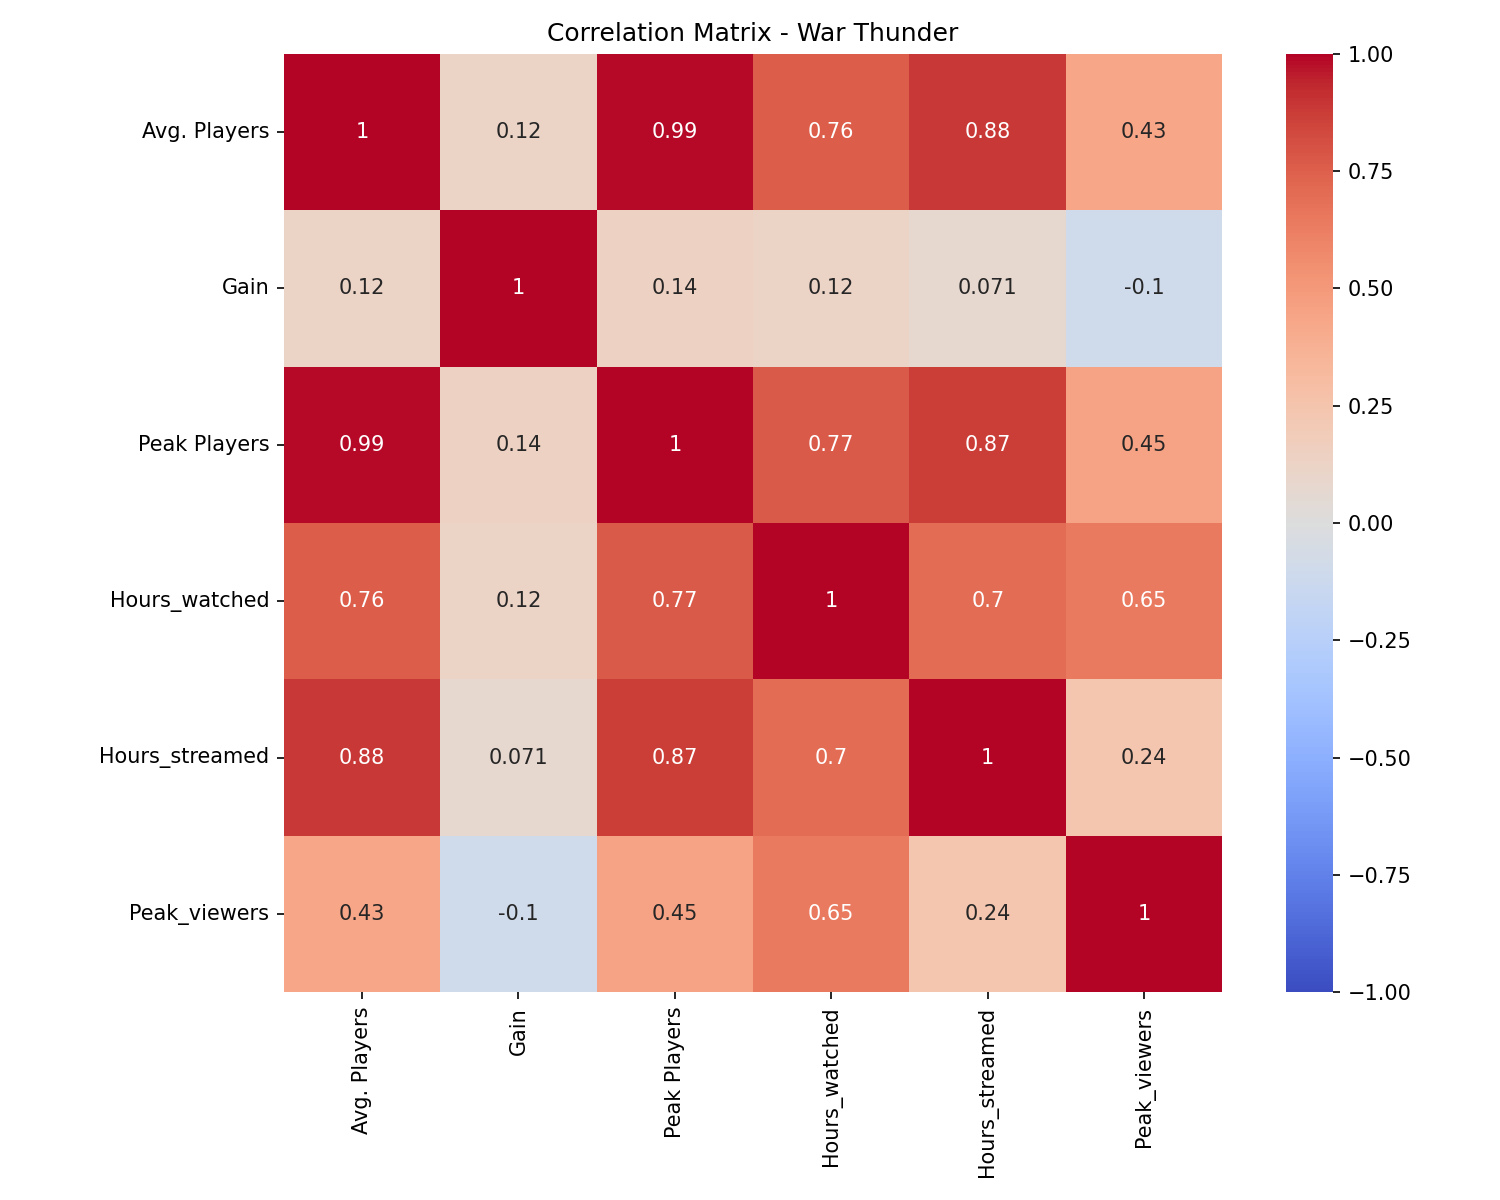 Correlation Matrix - War Thunder
Avg. Players 1 0.12 0.99 0.76 0.88 0.43
Gain 0.12 1 0.14 0.12 0.071 -0.1
Peak Players 0.99 0.14 1 0.77 0.87 0.45
Hours_watched 0.76 0.12 0.77 1 0.7 0.65
Hours_streamed 0.88 0.071 0.87 0.7 1 0.24
Peak_viewers 0.43 -0.1 0.45 0.65 0.24 1
Avg. Players
Gain
Peak Players
Hours_watched
Hours_streamed
Peak_viewers
1.00
0.75
0.50
0.25
0.00
−0.25
−0.50
−0.75
−1.00